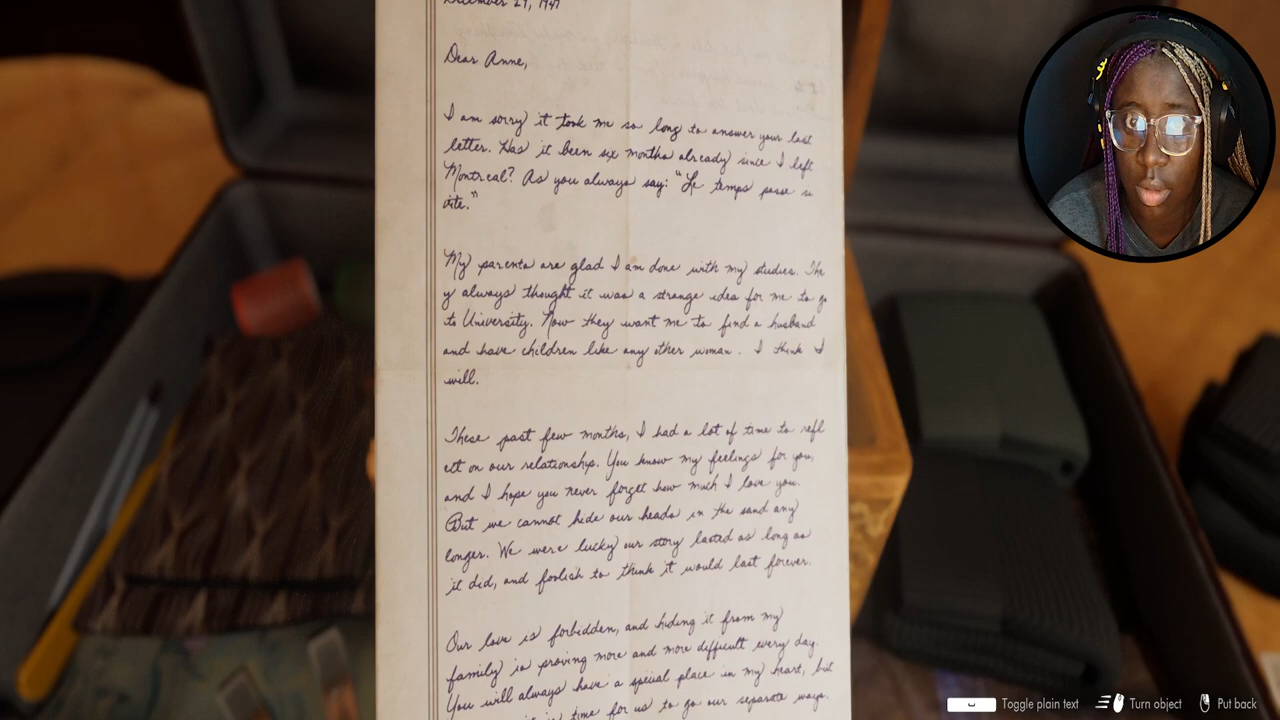 December 29, 1947
Dear Anne,
I am sorry it took me so long to answer your last
letter. Has it been six months already since I left
Montreal? As you always say: "Le temps passe si
vite."
My parents are glad I am done with my studies. The
y always thought it was a strange idea for me to go
to University. Now they want me to find a husband
and have children like any other woman. I think I
will.
These past few months, I had a lot of time to refl
ect on our relationship. You know my feelings for you,
and I hope you never forget how much I love you.
But we cannot hide our heads in the sand any
longer. We were lucky our story lasted as long as
it did, and foolish to think it would last forever.
Our love is forbidden, and hiding it from my
family is proving more and more difficult every day.
You will always have a special place in my heart, but
time for us to go our separate ways.
Toggle plain text
Turn object
Put back